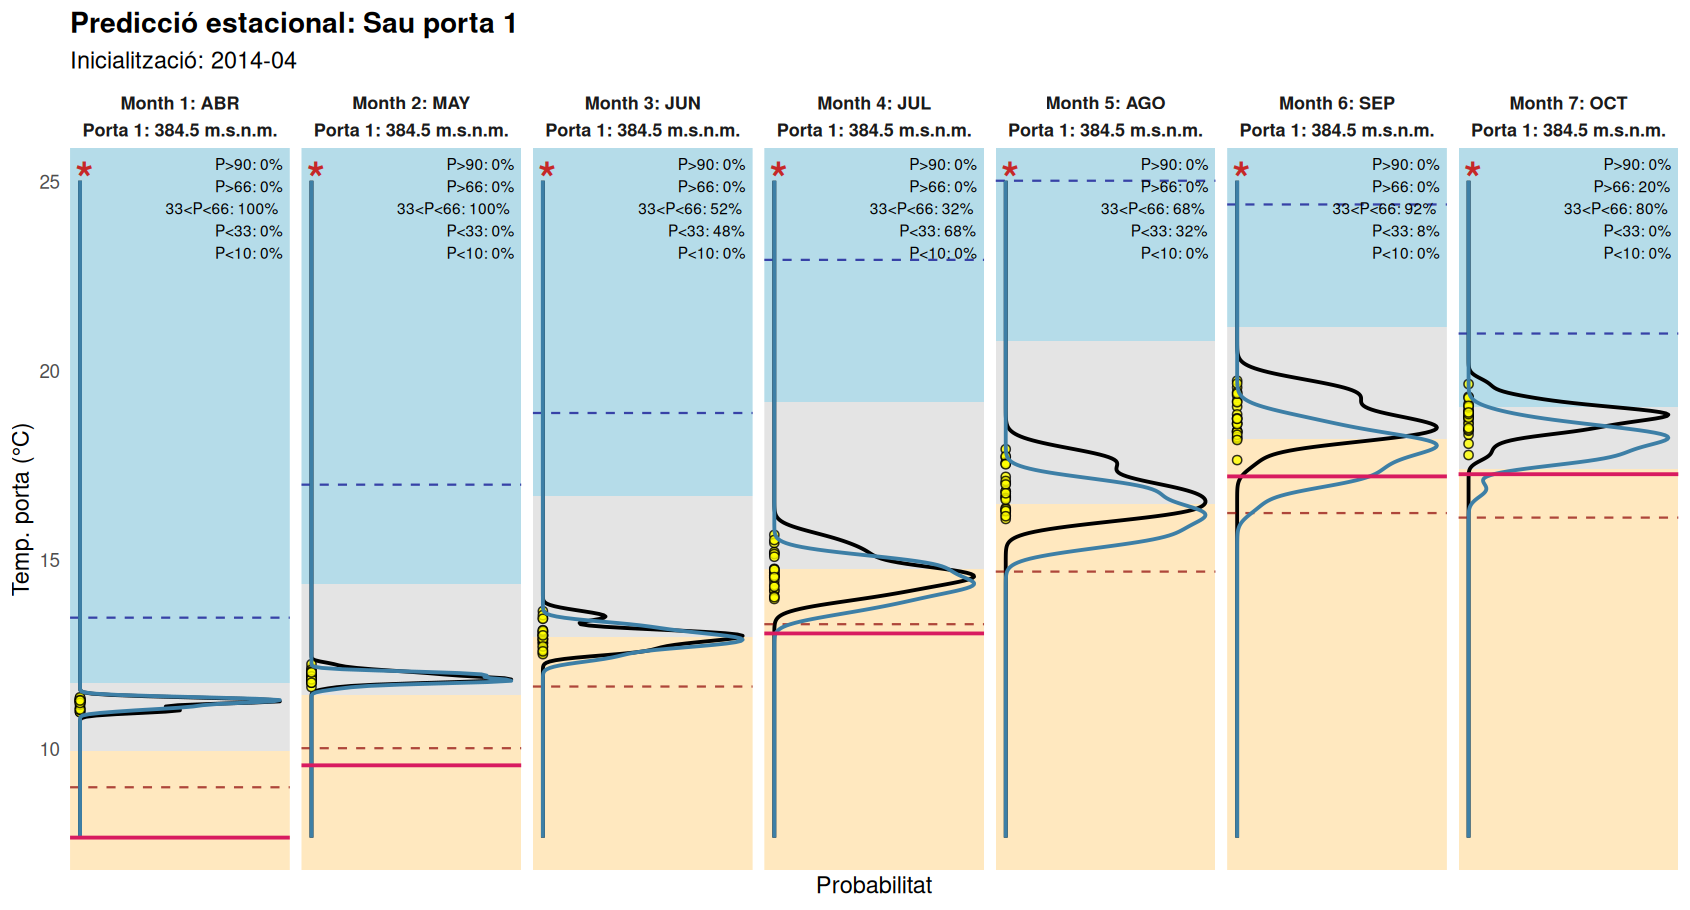 Predicció estacional: Sau porta 1
Inicialització: 2014-04
Month 1: ABR
Porta 1: 384.5 m.s.n.m.
Month 2: MAY
Porta 1: 384.5 m.s.n.m.
Month 3: JUN
Porta 1: 384.5 m.s.n.m.
Month 4: JUL
Porta 1: 384.5 m.s.n.m.
Month 5: AGO
Porta 1: 384.5 m.s.n.m.
Month 6: SEP
Porta 1: 384.5 m.s.n.m.
Month 7: OCT
Porta 1: 384.5 m.s.n.m.
*
P>90: 0%
P>66: 0%
33<P<66: 100%
P<33: 0%
P<10: 0%
*
P>90: 0%
P>66: 0%
33<P<66: 100%
P<33: 0%
P<10: 0%
*
P>90: 0%
P>66: 0%
33<P<66: 52%
P<33: 48%
P<10: 0%
*
P>90: 0%
P>66: 0%
33<P<66: 32%
P<33: 68%
P<10: 0%
*
P>90: 0%
P>66: 0%
33<P<66: 68%
P<33: 32%
P<10: 0%
*
P>90: 0%
P>66: 0%
33<P<66: 92%
P<33: 8%
P<10: 0%
*
P>90: 0%
P>66: 20%
33<P<66: 80%
P<33: 0%
P<10: 0%
25
20
15
10
Temp. porta (°C)
Probabilitat